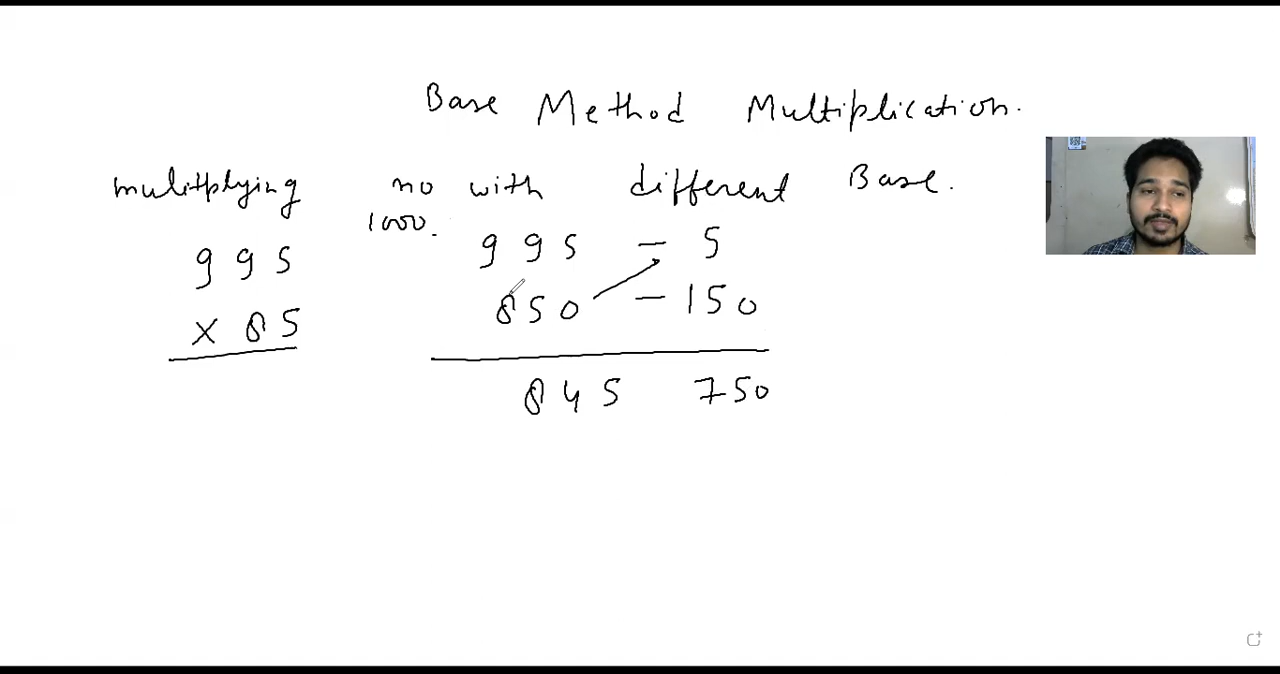 Base Method Multiplication.
mulitplying no with different Base.
1000.
995
x 85
995 - 5
850 - 150
845 750